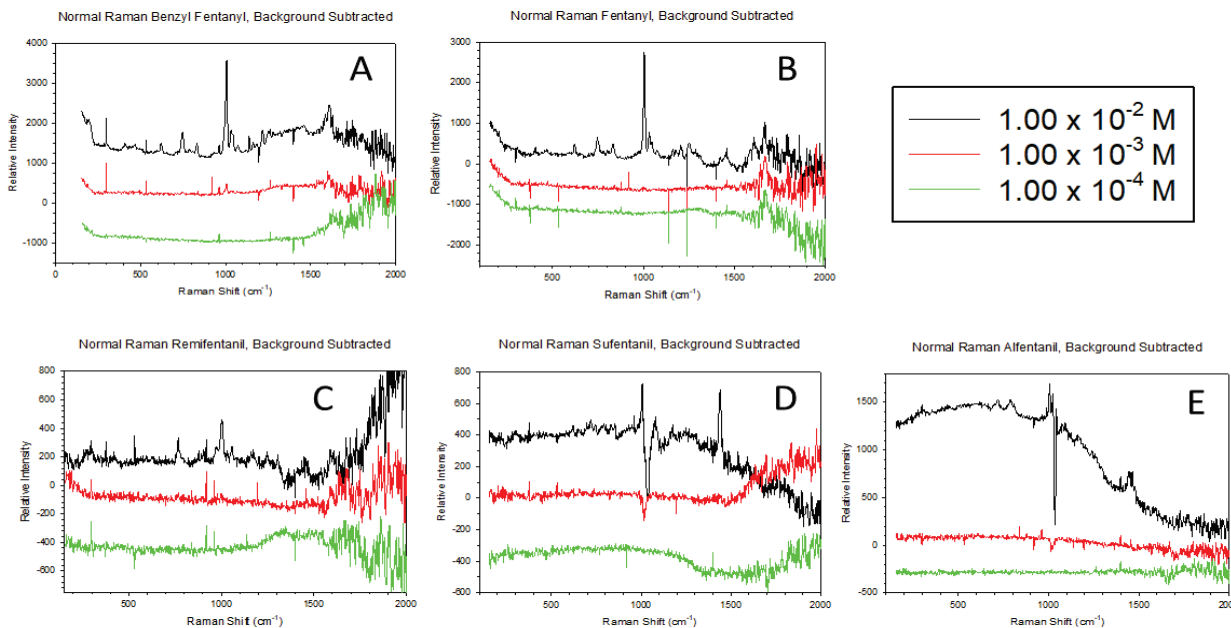 Normal Raman Benzyl Fentanyl, Background Subtracted
A
Relative Intensity
4000
3000
2000
1000
0
-1000
0
500
1000
1500
2000
Raman Shift (cm⁻¹)
Normal Raman Fentanyl, Background Subtracted
B
Relative Intensity
3000
2000
1000
0
-1000
-2000
500
1000
1500
2000
Raman Shift (cm⁻¹)
1.00 x 10⁻² M
1.00 x 10⁻³ M
1.00 x 10⁻⁴ M
Normal Raman Remifentanil, Background Subtracted
C
Relative Intensity
800
600
400
200
0
-200
-400
-600
500
1000
1500
2000
Raman Shift (cm⁻¹)
Normal Raman Sufentanil, Background Subtracted
D
Relative Intensity
800
600
400
200
0
-200
-400
-600
500
1000
1500
2000
Raman Shift (cm⁻¹)
Normal Raman Alfentanil, Background Subtracted
E
Relative Intensity
1500
1000
500
0
-500
500
1000
1500
2000
Raman Shift (cm⁻¹)